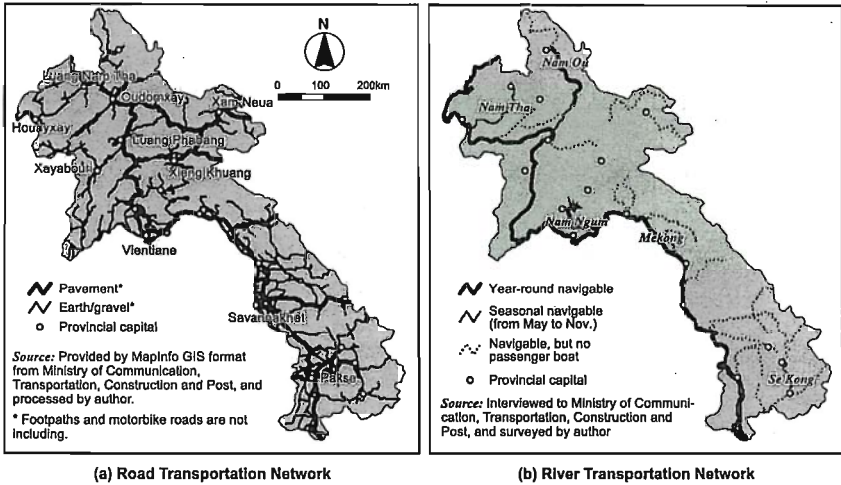 N
0 100 200km
Luang Nam Tha
Oudomxay
Xam Neua
Houayxay
Luang Phabang
Xayabouri
Xieng Khuang
Vientiane
Savannakhet
Pakse
Pavement*
Earth/gravel*
Provincial capital
Source: Provided by MapInfo GIS format
from Ministry of Communication,
Transportation, Construction and Post, and
processed by author.
* Footpaths and motorbike roads are not
including.
(a) Road Transportation Network
Nam Ou
Nam Tha
Nam Ngum
Mekong
Se Kong
Year-round navigable
Seasonal navigable
(from May to Nov.)
Navigable, but no
passenger boat
Provincial capital
Source: Interviewed to Ministry of Communi-
cation, Transportation, Construction and
Post, and surveyed by author
(b) River Transportation Network